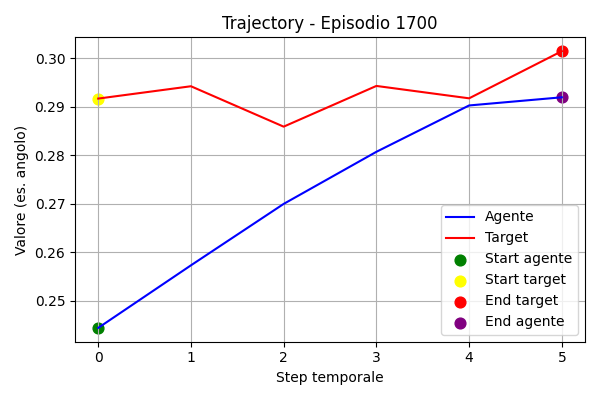 Trajectory - Episodio 1700
Valore (es. angolo)
0.30
0.29
0.28
0.27
0.26
0.25
0
1
2
3
4
5
Step temporale
Agente
Target
Start agente
Start target
End target
End agente